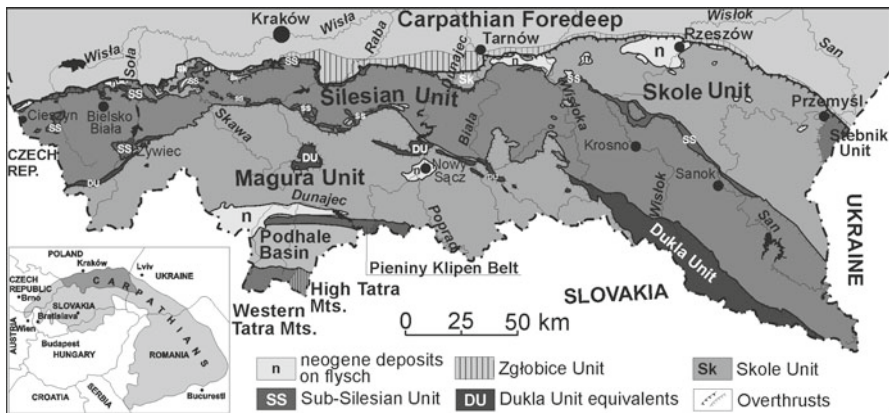 Kraków
Wisła
Raba
Carpathian Foredeep
Wisłok
Tarnów
Rzeszów
Wisła
Soła
Dunajec
n
n
San
SS
Sk
SS
Skole Unit
Silesian Unit
Przemyśl
Cieszyn
SS
Bielsko
Biała
SS
SS
Skawa
Biała
Wisłoka
Krosno
SS
Stebnik
Unit
CZECH
REP.
SS
Żywiec
DU
DU
n
Nowy
Sącz
Sanok
DU
Magura Unit
Dunajec
Poprad
Wisłok
San
UKRAINE
n
Podhale
Basin
Pieniny Klipen Belt
Dukla Unit
SLOVAKIA
High Tatra
Mts.
Western
Tatra Mts.
0 25 50 km
POLAND
Kraków
Lviv
UKRAINE
CZECH
REPUBLIC
Brno
CARPATHIANS
SLOVAKIA
Bratislava
Wien
AUSTRIA
Budapest
HUNGARY
ROMANIA
CROATIA
SERBIA
Bucuresti
n neogene deposits
on flysch
Zgłobice Unit
Sk Skole Unit
SS Sub-Silesian Unit
DU Dukla Unit equivalents
Overthrusts